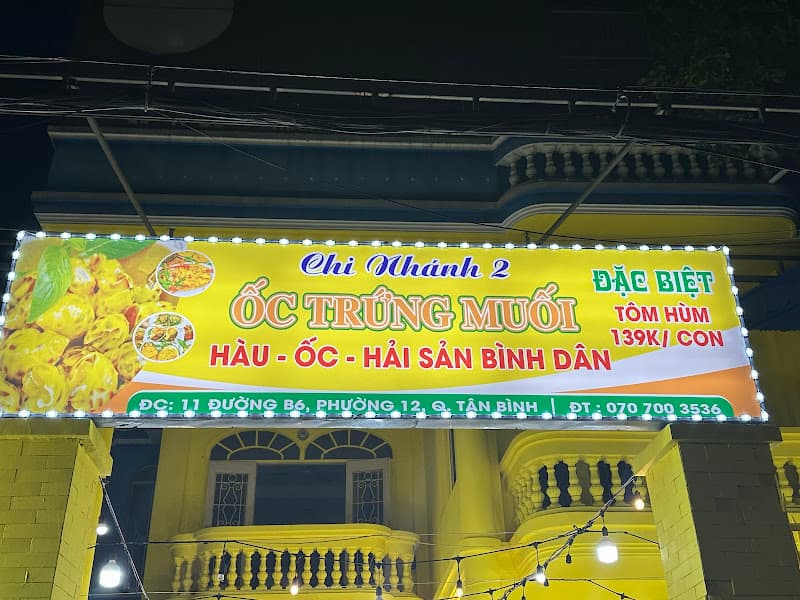 Chi Nhánh 2
ỐC TRỨNG MUỐI
HÀU - ỐC - HẢI SẢN BÌNH DÂN
ĐẶC BIỆT
TÔM HÙM
139K/ CON
ĐC: 11 ĐƯỜNG B6, PHƯỜNG 12, Q. TÂN BÌNH | ĐT : 070 700 3536